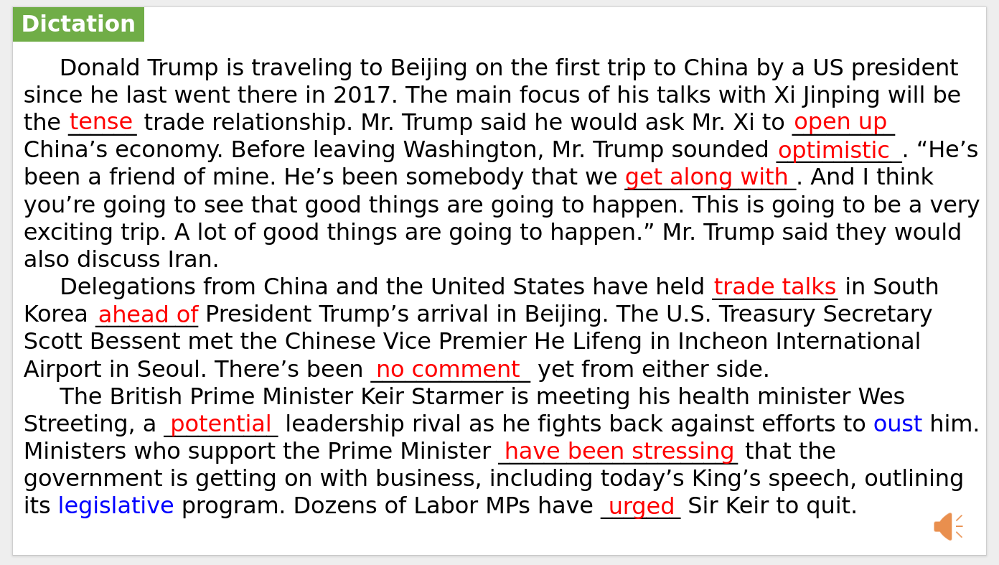 Dictation
Donald Trump is traveling to Beijing on the first trip to China by a US president
since he last went there in 2017. The main focus of his talks with Xi Jinping will be
the tense trade relationship. Mr. Trump said he would ask Mr. Xi to open up
China’s economy. Before leaving Washington, Mr. Trump sounded optimistic. “He’s
been a friend of mine. He’s been somebody that we get along with. And I think
you’re going to see that good things are going to happen. This is going to be a very
exciting trip. A lot of good things are going to happen.” Mr. Trump said they would
also discuss Iran.
Delegations from China and the United States have held trade talks in South
Korea ahead of President Trump’s arrival in Beijing. The U.S. Treasury Secretary
Scott Bessent met the Chinese Vice Premier He Lifeng in Incheon International
Airport in Seoul. There’s been no comment yet from either side.
The British Prime Minister Keir Starmer is meeting his health minister Wes
Streeting, a potential leadership rival as he fights back against efforts to oust him.
Ministers who support the Prime Minister have been stressing that the
government is getting on with business, including today’s King’s speech, outlining
its legislative program. Dozens of Labor MPs have urged Sir Keir to quit.